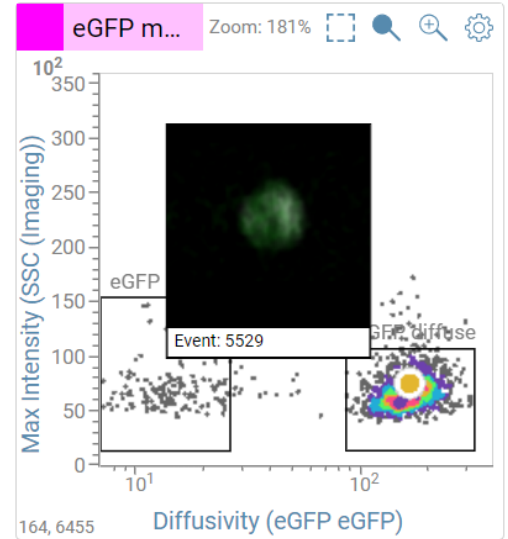 eGFP m... Zoom: 181%
10²
350
300
250
200
150
100
50
0
Max Intensity (SSC (Imaging))
eGFP
Event: 5529
GFP diffuse
10¹ 10²
164, 6455
Diffusivity (eGFP eGFP)